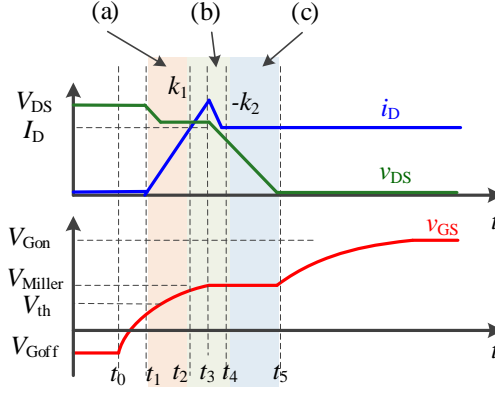 (a) (b) (c)
k1 -k2
VDS
ID
iD
vDS
t
VGon
vGS
VMiller
Vth
VGoff
t0 t1 t2 t3 t4 t5 t